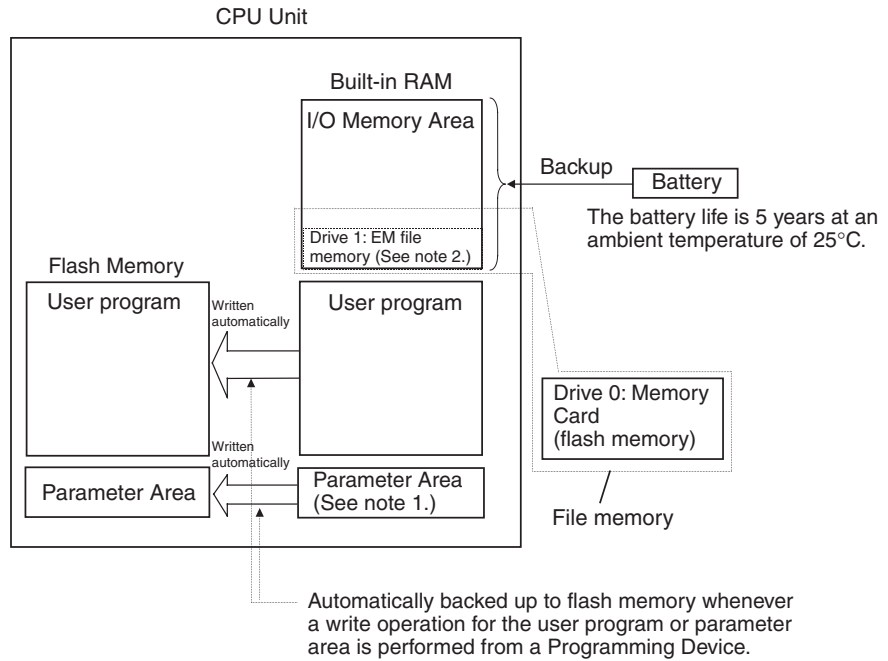 CPU Unit
Built-in RAM
I/O Memory Area
Backup
Battery
The battery life is 5 years at an
ambient temperature of 25°C.
Drive 1: EM file
memory (See note 2.)
Flash Memory
User program
Written
automatically
User program
Drive 0: Memory
Card
(flash memory)
Written
automatically
Parameter Area
Parameter Area
(See note 1.)
File memory
Automatically backed up to flash memory whenever
a write operation for the user program or parameter
area is performed from a Programming Device.